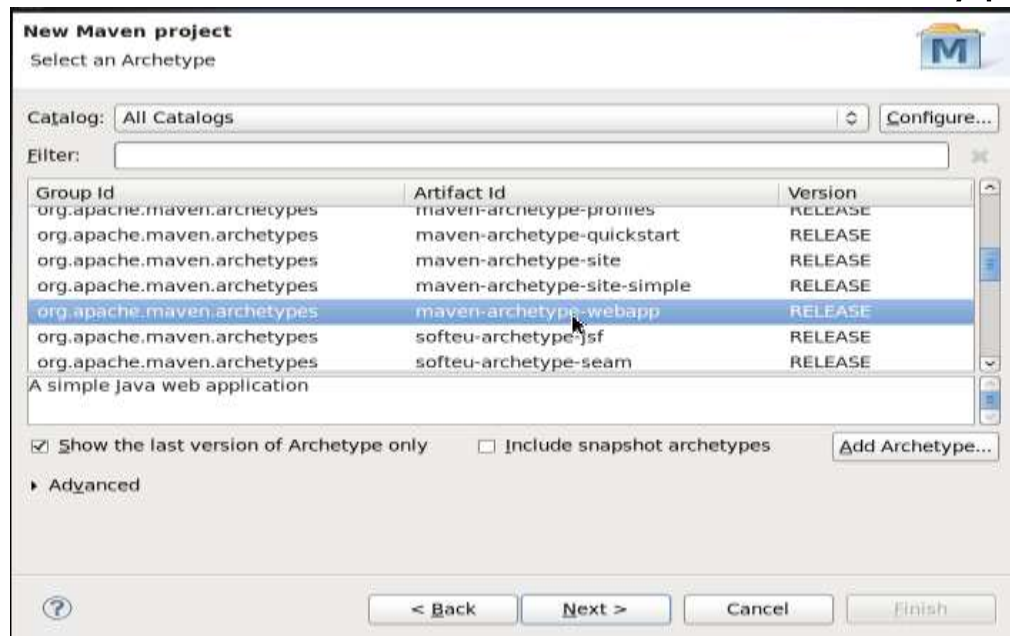 New Maven project
Select an Archetype
M
Catalog: All Catalogs Configure...
Filter:
Group Id Artifact Id Version
org.apache.maven.archetypes maven-archetype-profiles RELEASE
org.apache.maven.archetypes maven-archetype-quickstart RELEASE
org.apache.maven.archetypes maven-archetype-site RELEASE
org.apache.maven.archetypes maven-archetype-site-simple RELEASE
org.apache.maven.archetypes maven-archetype-webapp RELEASE
org.apache.maven.archetypes softeu-archetype-jsf RELEASE
org.apache.maven.archetypes softeu-archetype-seam RELEASE
A simple Java web application
Show the last version of Archetype only Include snapshot archetypes Add Archetype...
Advanced
? < Back Next > Cancel Finish